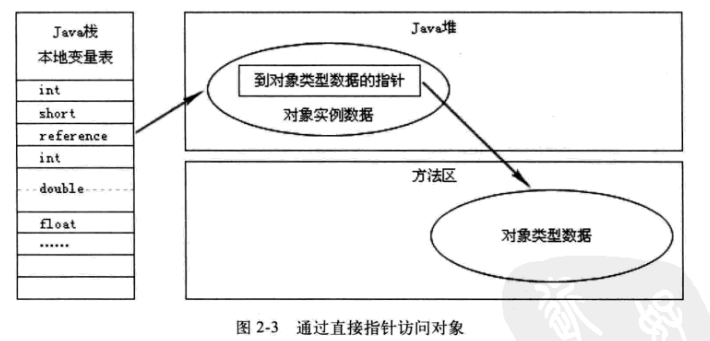 Java栈
本地变量表
int
short
reference
int
double
float
……
Java堆
到对象类型数据的指针
对象实例数据
方法区
对象类型数据
图 2-3 通过直接指针访问对象